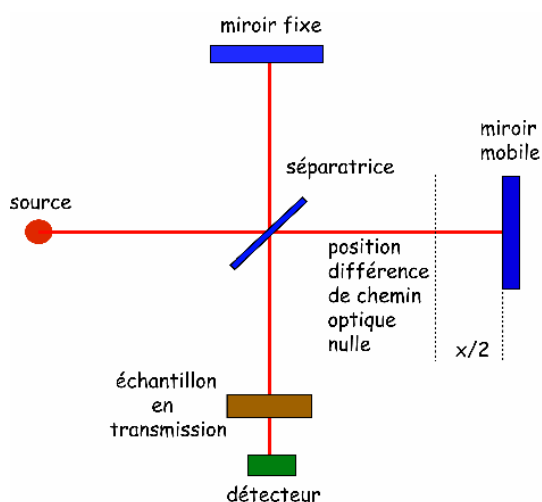 miroir fixe
miroir
mobile
séparatrice
source
position
différence
de chemin
optique
nulle
x/2
échantillon
en
transmission
détecteur